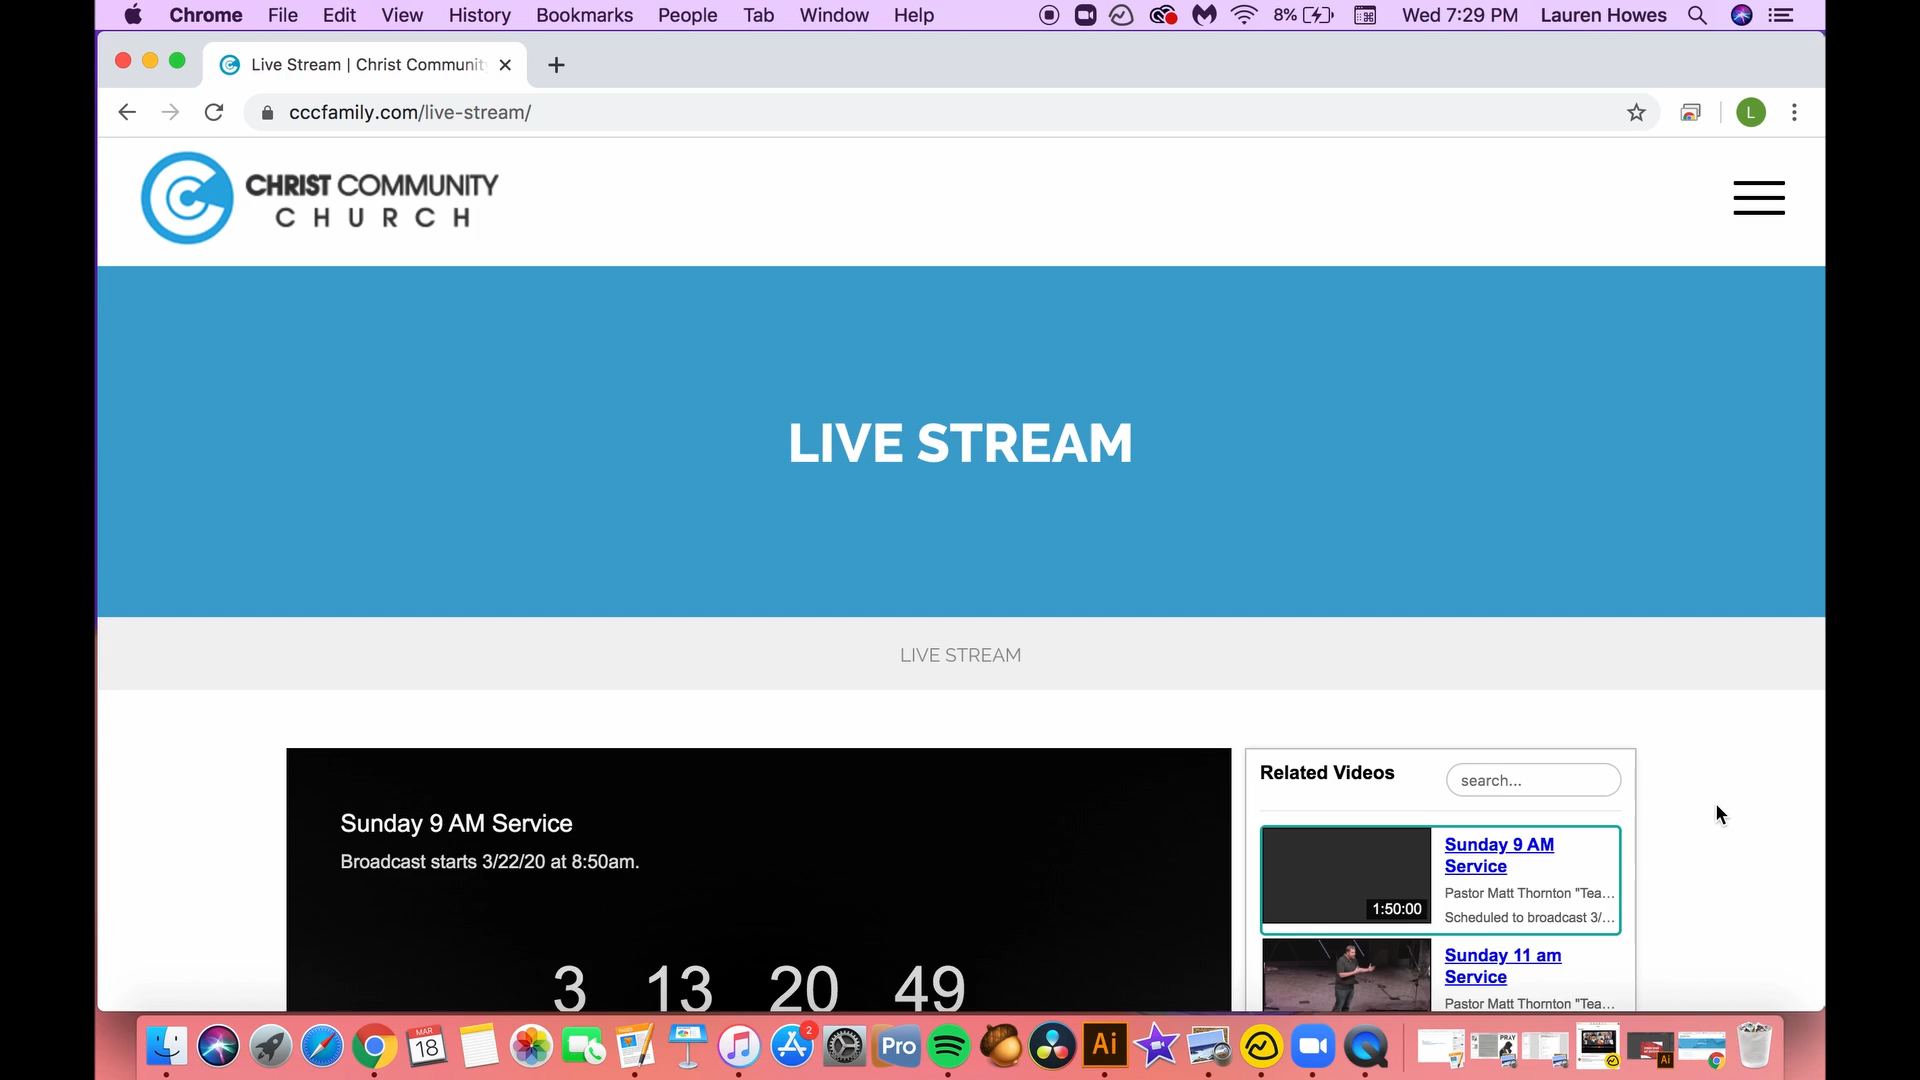 Chrome File Edit View History Bookmarks People Tab Window Help 8% Wed 7:29 PM Lauren Howes
Live Stream | Christ Communit
cccfamily.com/live-stream/
L
CHRIST COMMUNITY
CHURCH
LIVE STREAM
LIVE STREAM
Sunday 9 AM Service
Broadcast starts 3/22/20 at 8:50am.
3 13 20 49
Related Videos
search...
Sunday 9 AM
Service
Pastor Matt Thornton "Tea...
Scheduled to broadcast 3/...
1:50:00
Sunday 11 am
Service
Pastor Matt Thornton "Tea...
MAR
18
2
Pro
Ai
PRAY
Ai